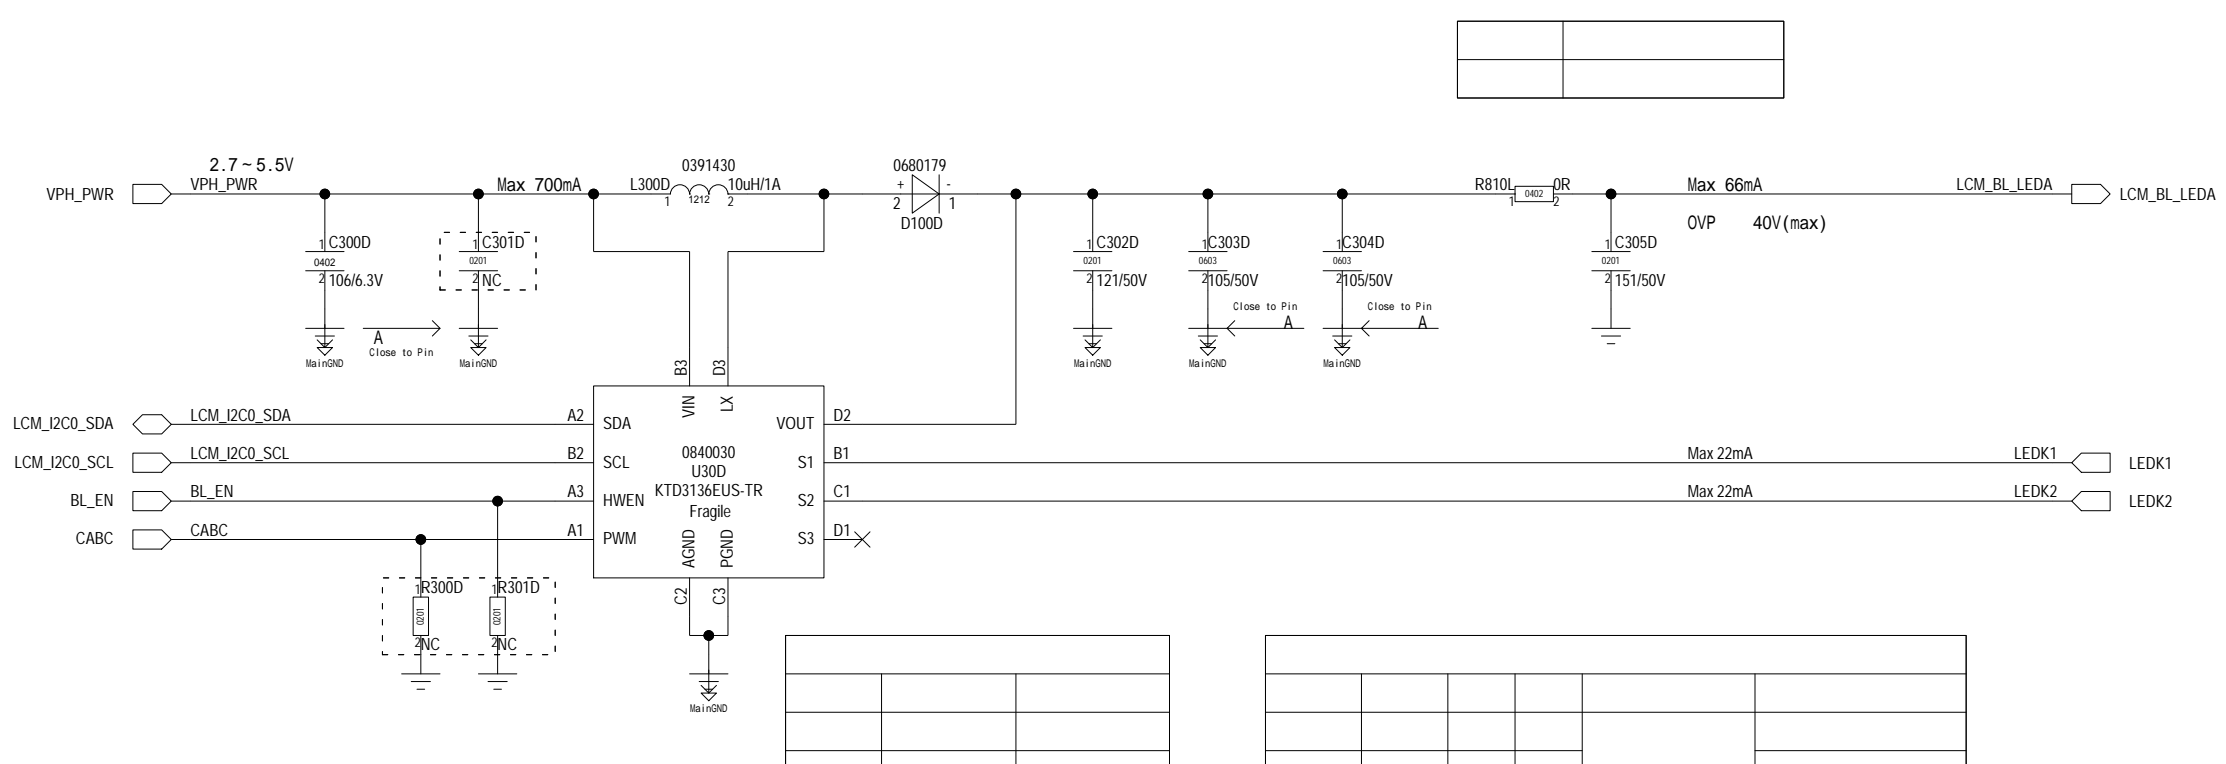 2.7~5.5V
VPH_PWR
VPH_PWR
Max 700mA
0391430
L300D
10uH/1A
1
1212
2
0680179
+
-
2
1
D100D
R810L
0R
1
0402
2
Max 66mA
LCM_BL_LEDA
LCM_BL_LEDA
OVP 40V(max)
1
C300D
0402
2
106/6.3V
MainGND
A
Close to Pin
1
C301D
0201
2
NC
MainGND
1
C302D
0201
2
121/50V
MainGND
1
C303D
0603
2
105/50V
Close to Pin
A
MainGND
1
C304D
0603
2
105/50V
Close to Pin
A
MainGND
1
C305D
0201
2
151/50V
B3
D3
VIN
LX
LCM_I2C0_SDA
LCM_I2C0_SDA
A2
SDA
VOUT
D2
LCM_I2C0_SCL
LCM_I2C0_SCL
B2
SCL
0840030
U30D
KTD3136EUS-TR
Fragile
S1
B1
Max 22mA
LEDK1
LEDK1
BL_EN
BL_EN
A3
HWEN
S2
C1
Max 22mA
LEDK2
LEDK2
CABC
CABC
A1
PWM
AGND
PGND
S3
D1
C2
C3
MainGND
1
R300D
0201
2
NC
1
R301D
0201
2
NC